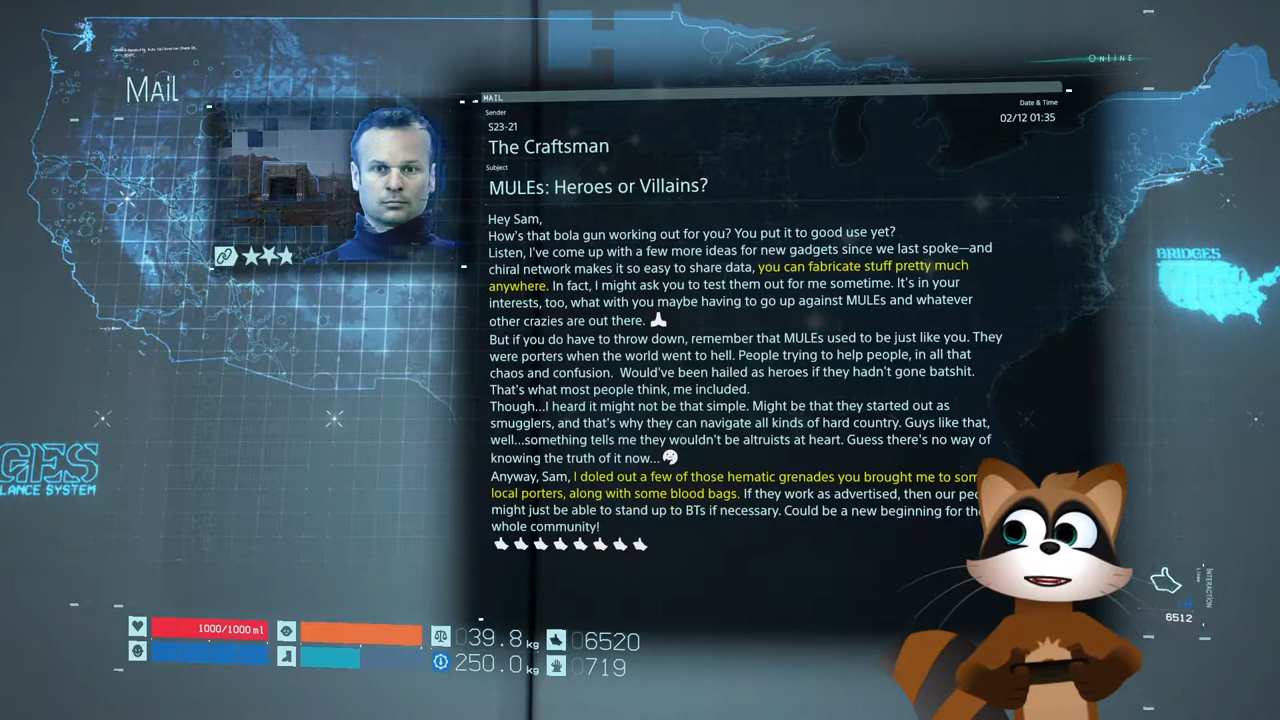 MAiL
ONLINE
MAIL
Sender
Date & Time
S23-21
02/12 01:35
The Craftsman
Subject
MULEs: Heroes or Villains?
Hey Sam,
How's that bola gun working out for you? You put it to good use yet?
Listen, I've come up with a few more ideas for new gadgets since we last spoke—and
chiral network makes it so easy to share data, you can fabricate stuff pretty much
anywhere. In fact, I might ask you to test them out for me sometime. It's in your
interests, too, what with you maybe having to go up against MULEs and whatever
other crazies are out there.
But if you do have to throw down, remember that MULEs used to be just like you. They
were porters when the world went to hell. People trying to help people, in all that
chaos and confusion. Would've been hailed as heroes if they hadn't gone batshit.
That's what most people think, me included.
Though...I heard it might not be that simple. Might be that they started out as
smugglers, and that's why they can navigate all kinds of hard country. Guys like that,
well...something tells me they wouldn't be altruists at heart. Guess there's no way of
knowing the truth of it now...
Anyway, Sam, I doled out a few of those hematic grenades you brought me to som
local porters, along with some blood bags. If they work as advertised, then our pe
might just be able to stand up to BTs if necessary. Could be a new beginning for th
whole community!
BRIDGES
GES
LANCE SYSTEM
INTERACTION
Likes
6512
1000/1000 ml
039.8 kg
06520
250.0 kg
0719